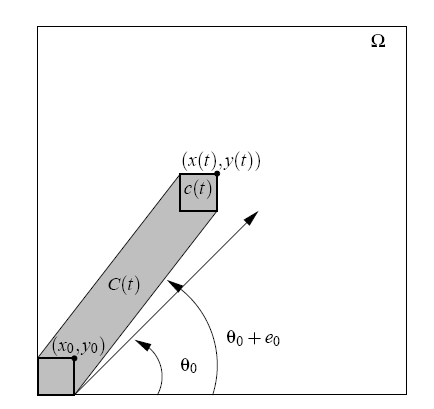 Ω
(x(t),y(t))
c(t)
C(t)
(x₀,y₀)
θ₀ + e₀
θ₀